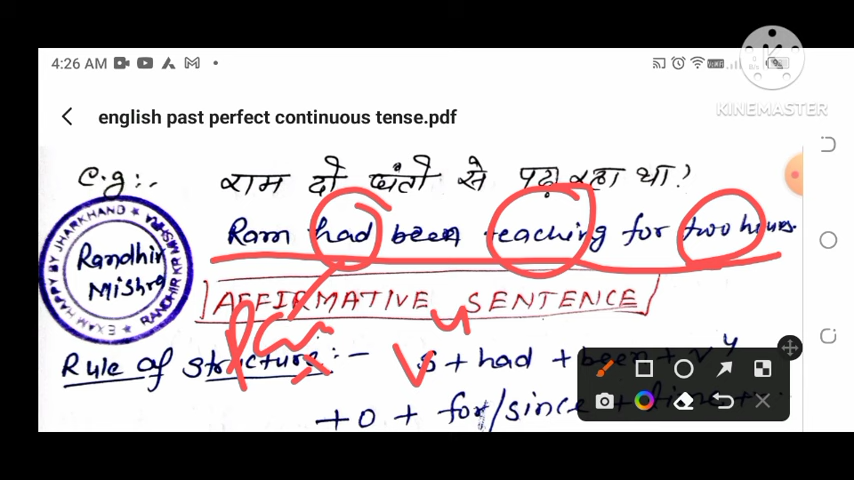 4:26 AM
KINEMASTER
english past perfect continuous tense.pdf
e.g:-. राम दो घंटो से पढ़ा रहा था?
Ram had been teaching for two hours.
EXAM HAPPY BY JHARKHAND
RANDHIR KR MISHRA
Randhir
Mishra
AFFIRMATIVE SENTENCE
V4
Rule of structure:- S + had + been + V4
+ O + for/since + time +